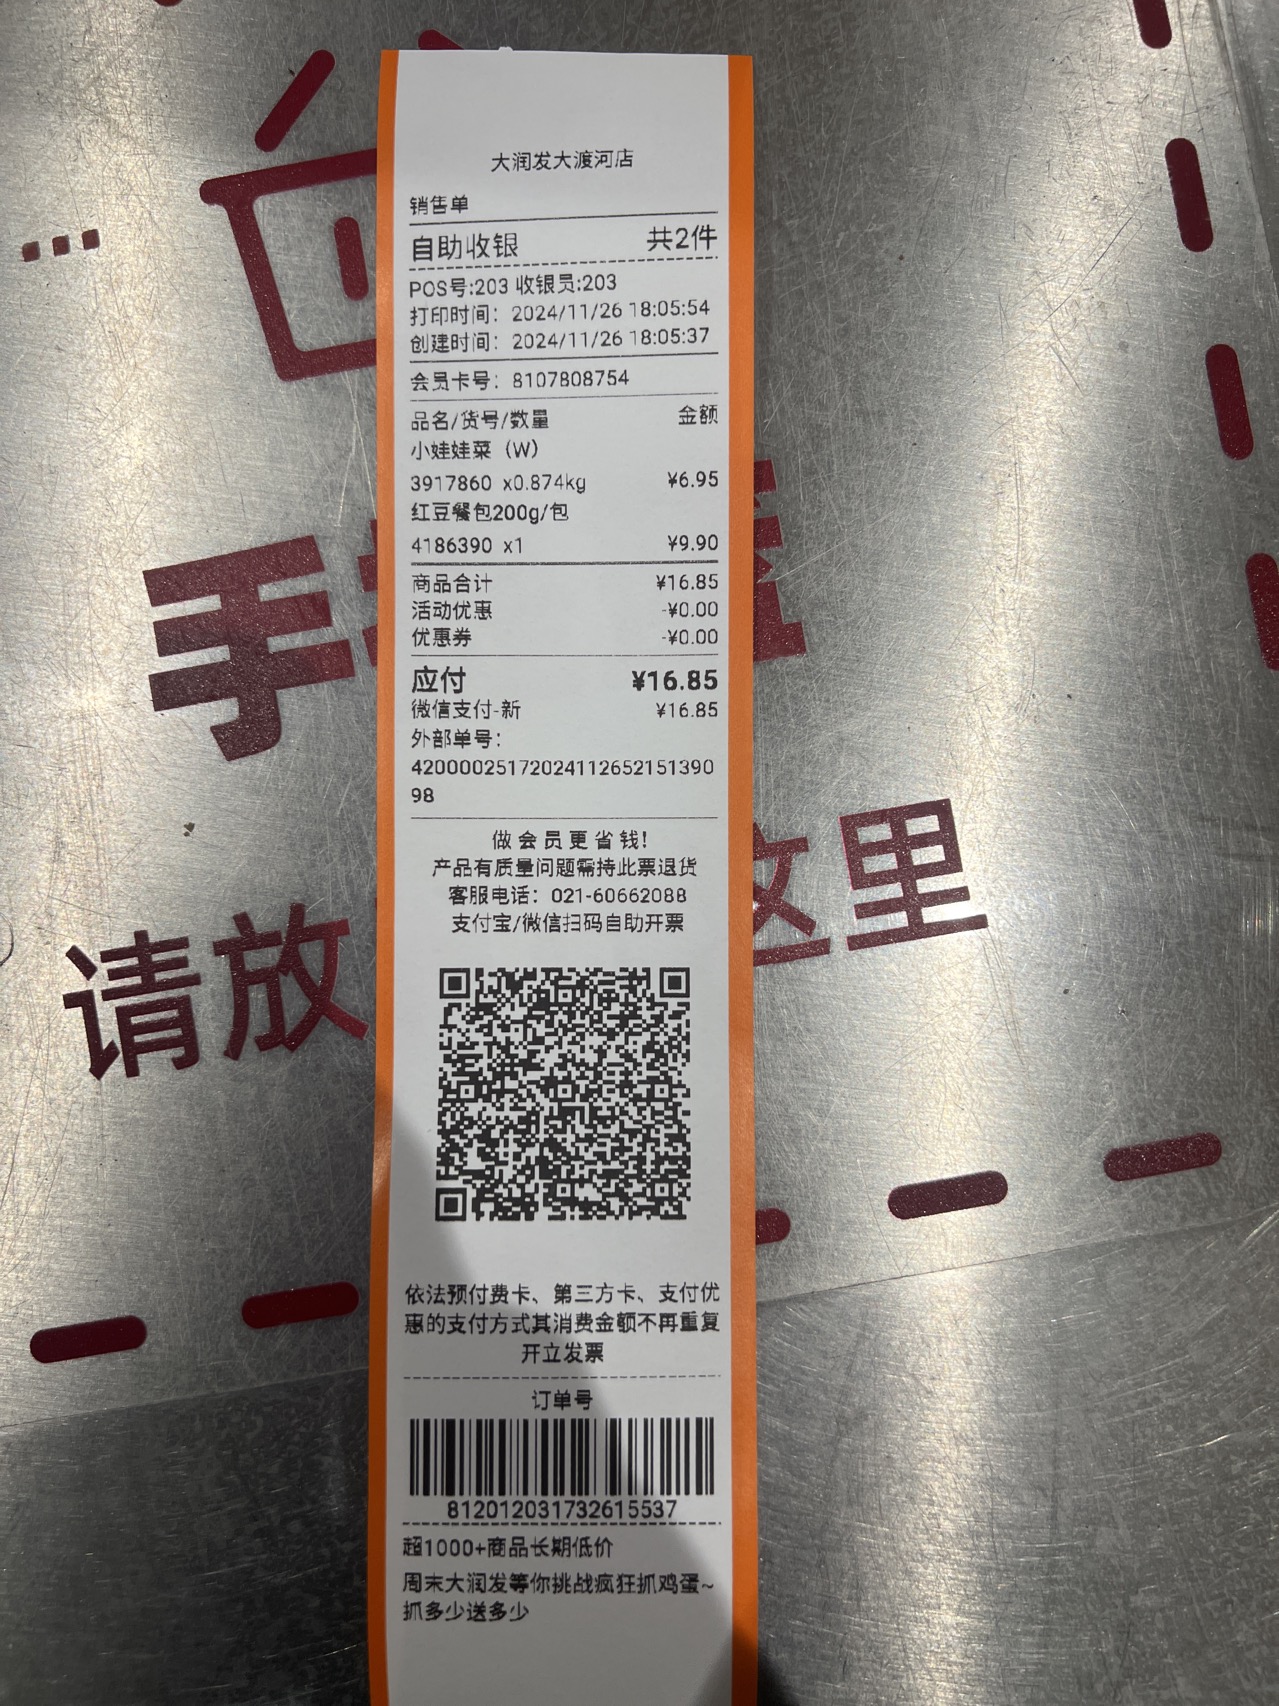 大润发大渡河店
销售单
自助收银 共2件
POS号:203 收银员:203
打印时间: 2024/11/26 18:05:54
创建时间: 2024/11/26 18:05:37
会员卡号: 8107808754
品名/货号/数量 金额
小娃娃菜（W）
3917860 x0.874kg ¥6.95
红豆餐包200g/包
4186390 x1 ¥9.90
商品合计 ¥16.85
活动优惠 -¥0.00
优惠券 -¥0.00
应付 ¥16.85
微信支付-新 ¥16.85
外部单号:
42000025172024112652151390
98
做会员更省钱!
产品有质量问题需持此票退货
客服电话: 021-60662088
支付宝/微信扫码自助开票
依法预付费卡、第三方卡、支付优
惠的支付方式其消费金额不再重复
开立发票
订单号
812012031732615537
超1000+商品长期低价
周末大润发等你挑战疯狂抓鸡蛋~
抓多少送多少
手
请放 这里